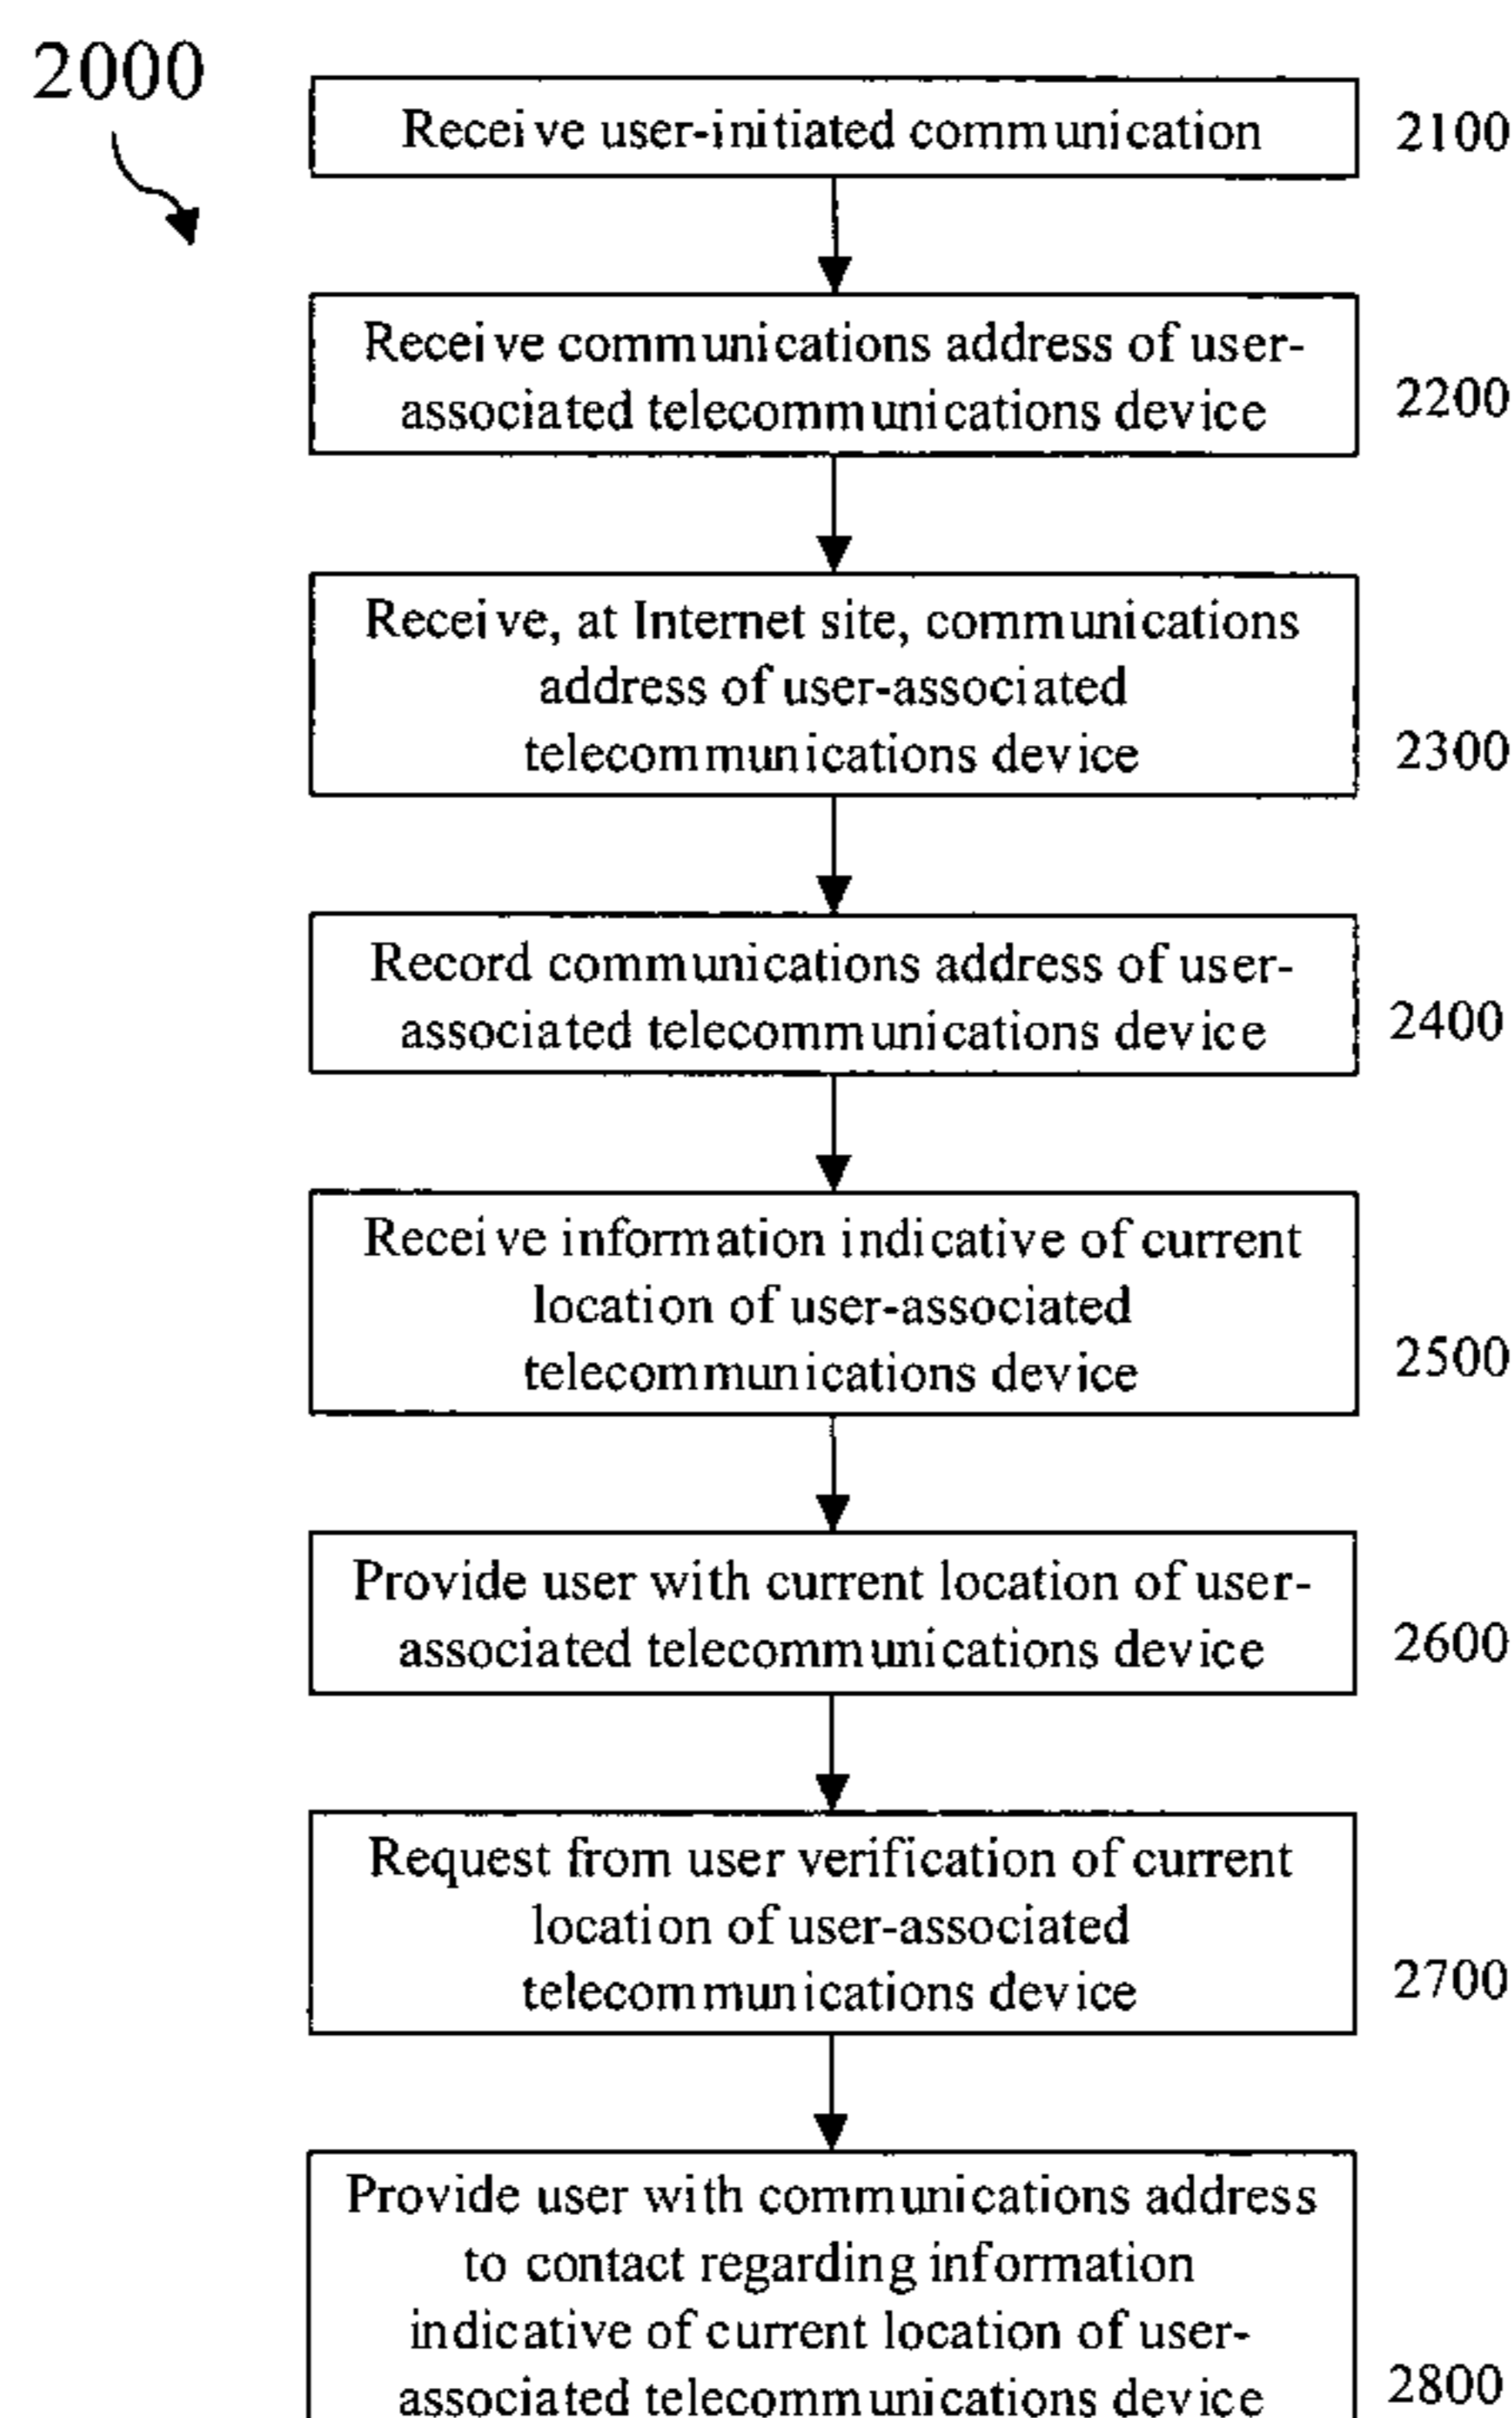 2000
Receive user-initiated communication
2100
Receive communications address of user-
associated telecommunications device
2200
Receive, at Internet site, communications
address of user-associated
telecommunications device
2300
Record communications address of user-
associated telecommunications device
2400
Receive information indicative of current
location of user-associated
telecommunications device
2500
Provide user with current location of user-
associated telecommunications device
2600
Request from user verification of current
location of user-associated
telecommunications device
2700
Provide user with communications address
to contact regarding information
indicative of current location of user-
associated telecommunications device
2800